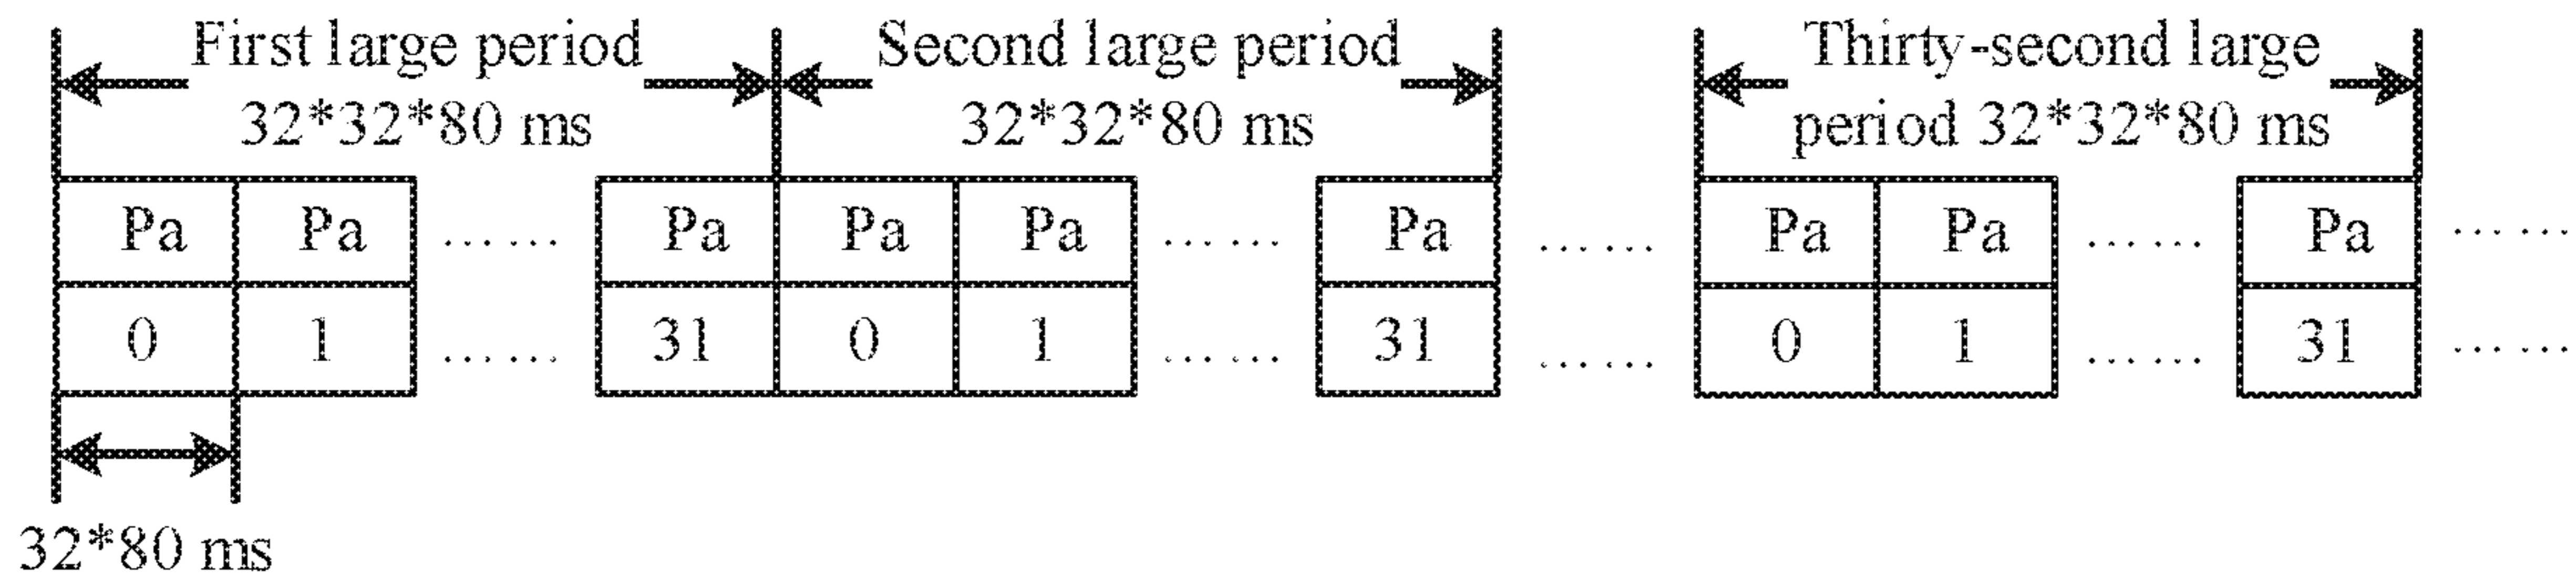 First large period Second large period Thirty-second large
32*32*80 ms 32*32*80 ms period 32*32*80 ms
Pa Pa ...... Pa Pa Pa ...... Pa ...... Pa Pa ...... Pa ......
0 1 ...... 31 0 1 ...... 31 ...... 0 1 ...... 31 ......
32*80 ms